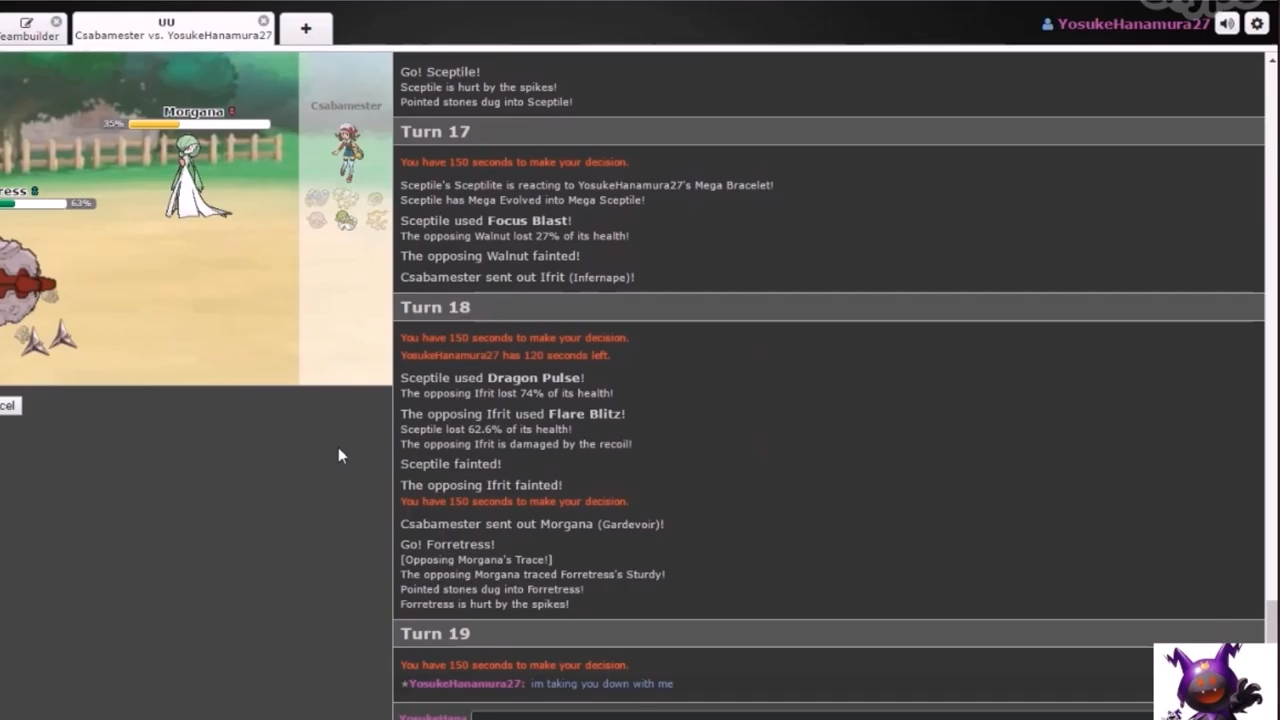 Teambuilder
UU
Csabamester vs. YosukeHanamura27
+
YosukeHanamura27
Morgana
35%
Csabamester
ress
63%
cel
Go! Sceptile!
Sceptile is hurt by the spikes!
Pointed stones dug into Sceptile!
Turn 17
You have 150 seconds to make your decision.
Sceptile's Sceptilite is reacting to YosukeHanamura27's Mega Bracelet!
Sceptile has Mega Evolved into Mega Sceptile!
Sceptile used Focus Blast!
The opposing Walnut lost 27% of its health!
The opposing Walnut fainted!
Csabamester sent out Ifrit (Infernape)!
Turn 18
You have 150 seconds to make your decision.
YosukeHanamura27 has 120 seconds left.
Sceptile used Dragon Pulse!
The opposing Ifrit lost 74% of its health!
The opposing Ifrit used Flare Blitz!
Sceptile lost 62.6% of its health!
The opposing Ifrit is damaged by the recoil!
Sceptile fainted!
The opposing Ifrit fainted!
You have 150 seconds to make your decision.
Csabamester sent out Morgana (Gardevoir)!
Go! Forretress!
[Opposing Morgana's Trace!]
The opposing Morgana traced Forretress's Sturdy!
Pointed stones dug into Forretress!
Forretress is hurt by the spikes!
Turn 19
You have 150 seconds to make your decision.
*YosukeHanamura27: im taking you down with me
YosukeHana